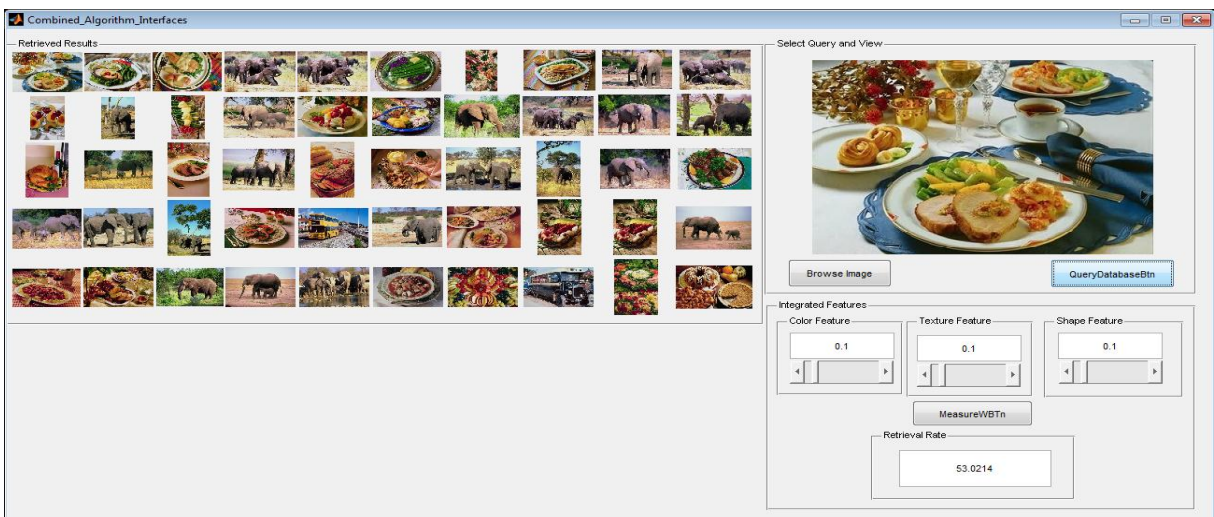 Combined_Algorithm_Interfaces
Retrieved Results
Select Query and View
Browse Image
QueryDatabaseBtn
Integrated Features
Color Feature
Texture Feature
Shape Feature
0.1
0.1
0.1
MeasureWBTn
Retrieval Rate
53.0214